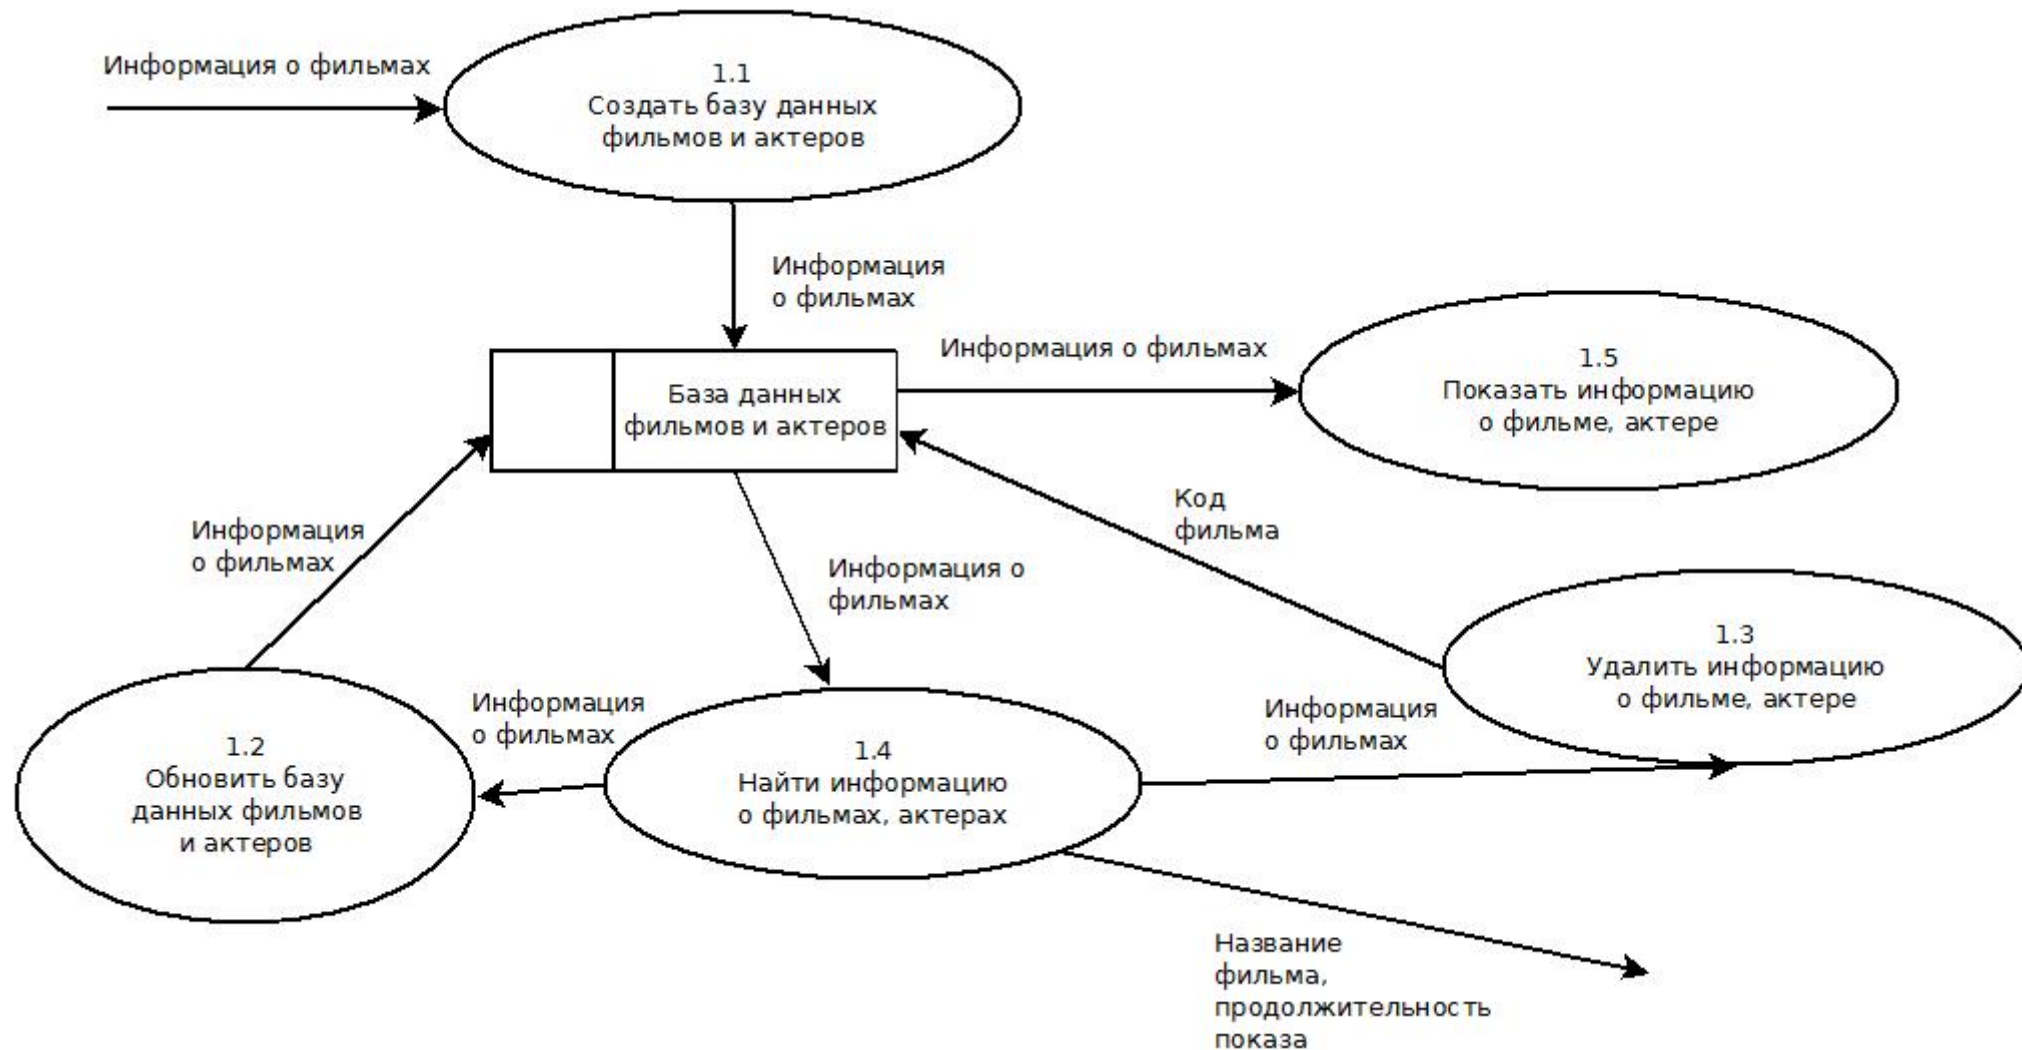 Информация о фильмах
1.1
Создать базу данных
фильмов и актеров
Информация
о фильмах
Информация о фильмах
1.5
Показать информацию
о фильме, актере
База данных
фильмов и актеров
Код
фильма
Информация
о фильмах
Информация о
фильмах
1.3
Удалить информацию
о фильме, актере
Информация
о фильмах
Информация
о фильмах
1.2
Обновить базу
данных фильмов
и актеров
1.4
Найти информацию
о фильмах, актерах
Название
фильма,
продолжительность
показа